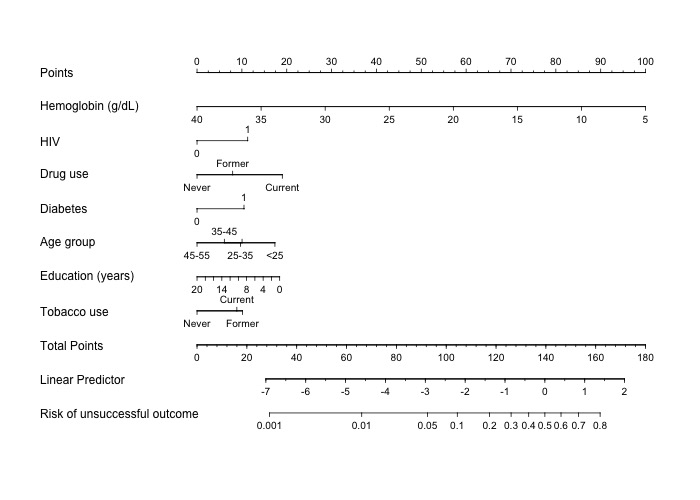 0 10 20 30 40 50 60 70 80 90 100
Points
Hemoglobin (g/dL)
40 35 30 25 20 15 10 5
1
HIV
0
Former
Drug use
Never Current
1
Diabetes
0
35-45
Age group
45-55 25-35 <25
Education (years)
20 14 8 4 0
Current
Tobacco use
Never Former
Total Points
0 20 40 60 80 100 120 140 160 180
Linear Predictor
-7 -6 -5 -4 -3 -2 -1 0 1 2
Risk of unsuccessful outcome
0.001 0.01 0.05 0.1 0.2 0.3 0.4 0.5 0.6 0.7 0.8